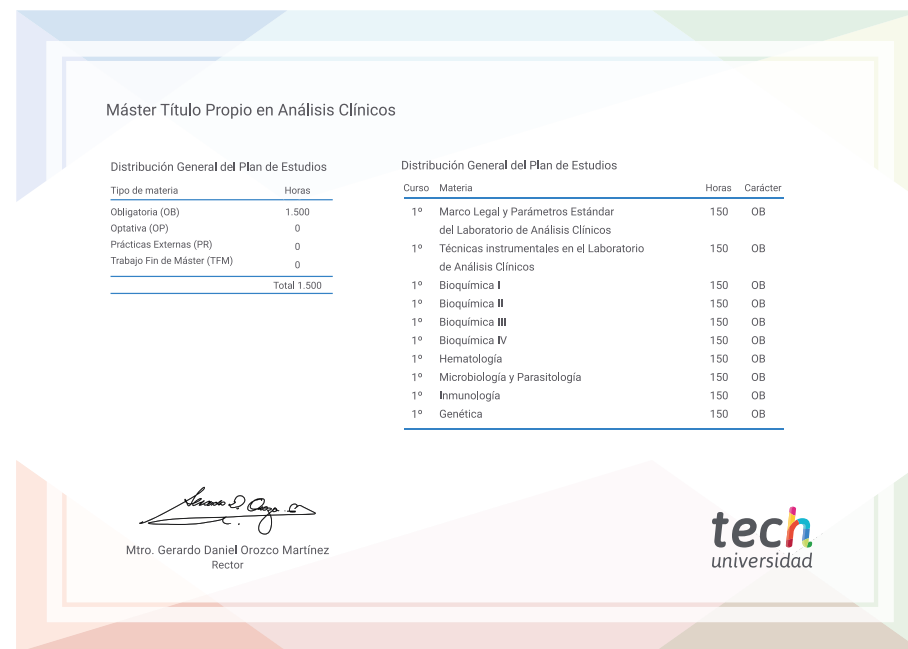 Máster Título Propio en Análisis Clínicos
Distribución General del Plan de Estudios
Tipo de materia Horas
Obligatoria (OB) 1.500
Optativa (OP) 0
Prácticas Externas (PR) 0
Trabajo Fin de Máster (TFM) 0
Total 1.500
Distribución General del Plan de Estudios
Curso Materia Horas Carácter
1º Marco Legal y Parámetros Estándar 150 OB
del Laboratorio de Análisis Clínicos
1º Técnicas instrumentales en el Laboratorio 150 OB
de Análisis Clínicos
1º Bioquímica I 150 OB
1º Bioquímica II 150 OB
1º Bioquímica III 150 OB
1º Bioquímica IV 150 OB
1º Hematología 150 OB
1º Microbiología y Parasitología 150 OB
1º Inmunología 150 OB
1º Genética 150 OB
Mtro. Gerardo Daniel Orozco Martínez
Rector
tech
universidad